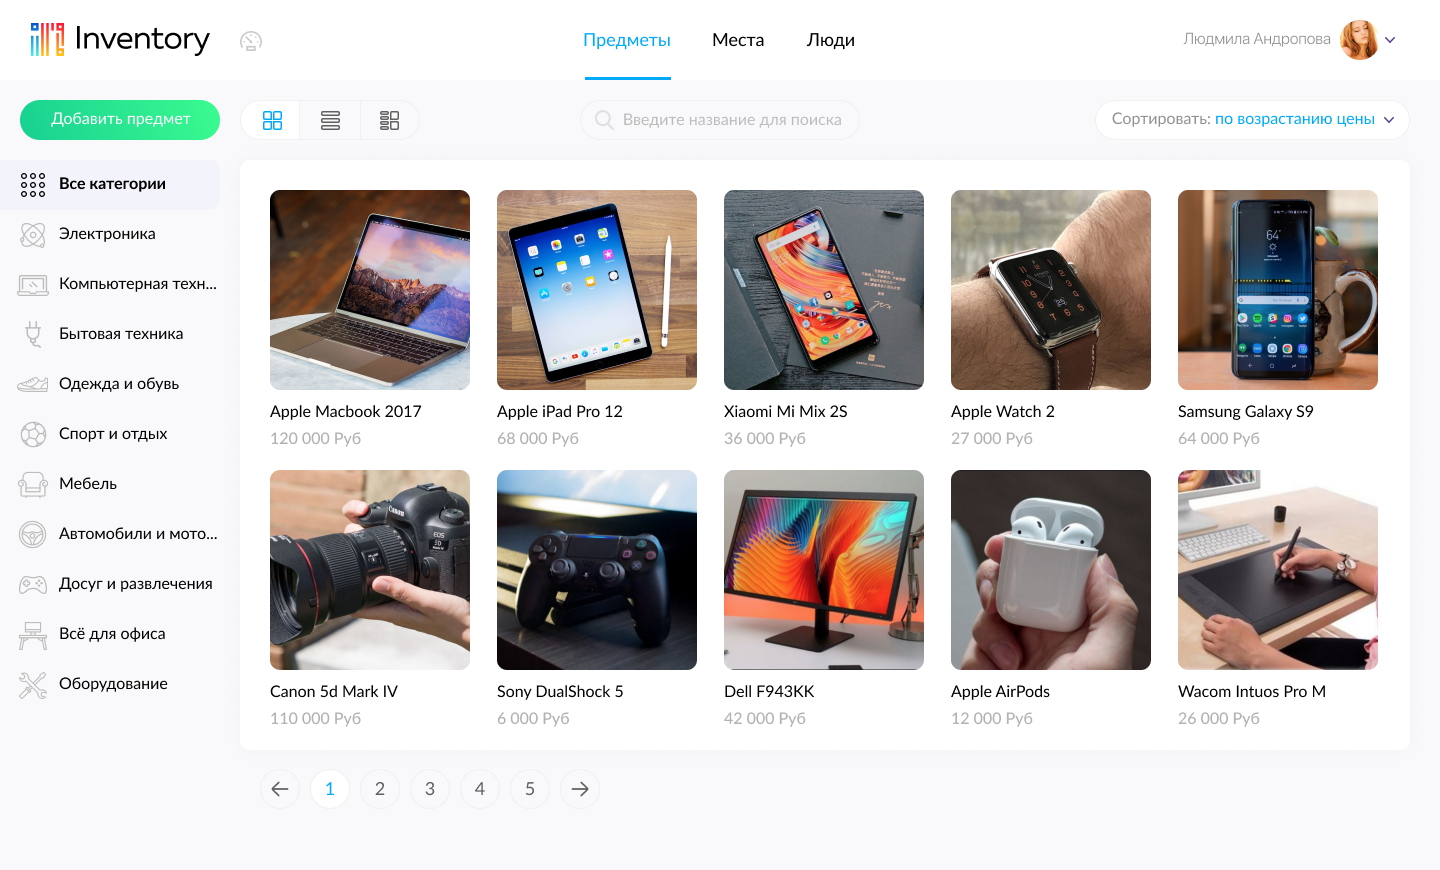 Inventory
Предметы
Места
Люди
Людмила Андропова
Добавить предмет
Введите название для поиска
Сортировать: по возрастанию цены
Все категории
Электроника
Компьютерная техн...
Бытовая техника
Одежда и обувь
Спорт и отдых
Мебель
Автомобили и мото...
Досуг и развлечения
Всё для офиса
Оборудование
64°
Apple Macbook 2017
120 000 Руб
Apple iPad Pro 12
68 000 Руб
Xiaomi Mi Mix 2S
36 000 Руб
Apple Watch 2
27 000 Руб
Samsung Galaxy S9
64 000 Руб
Canon
EOS
5D
Canon 5d Mark IV
110 000 Руб
Sony DualShock 5
6 000 Руб
Dell F943KK
42 000 Руб
Apple AirPods
12 000 Руб
Wacom Intuos Pro M
26 000 Руб
1
2
3
4
5